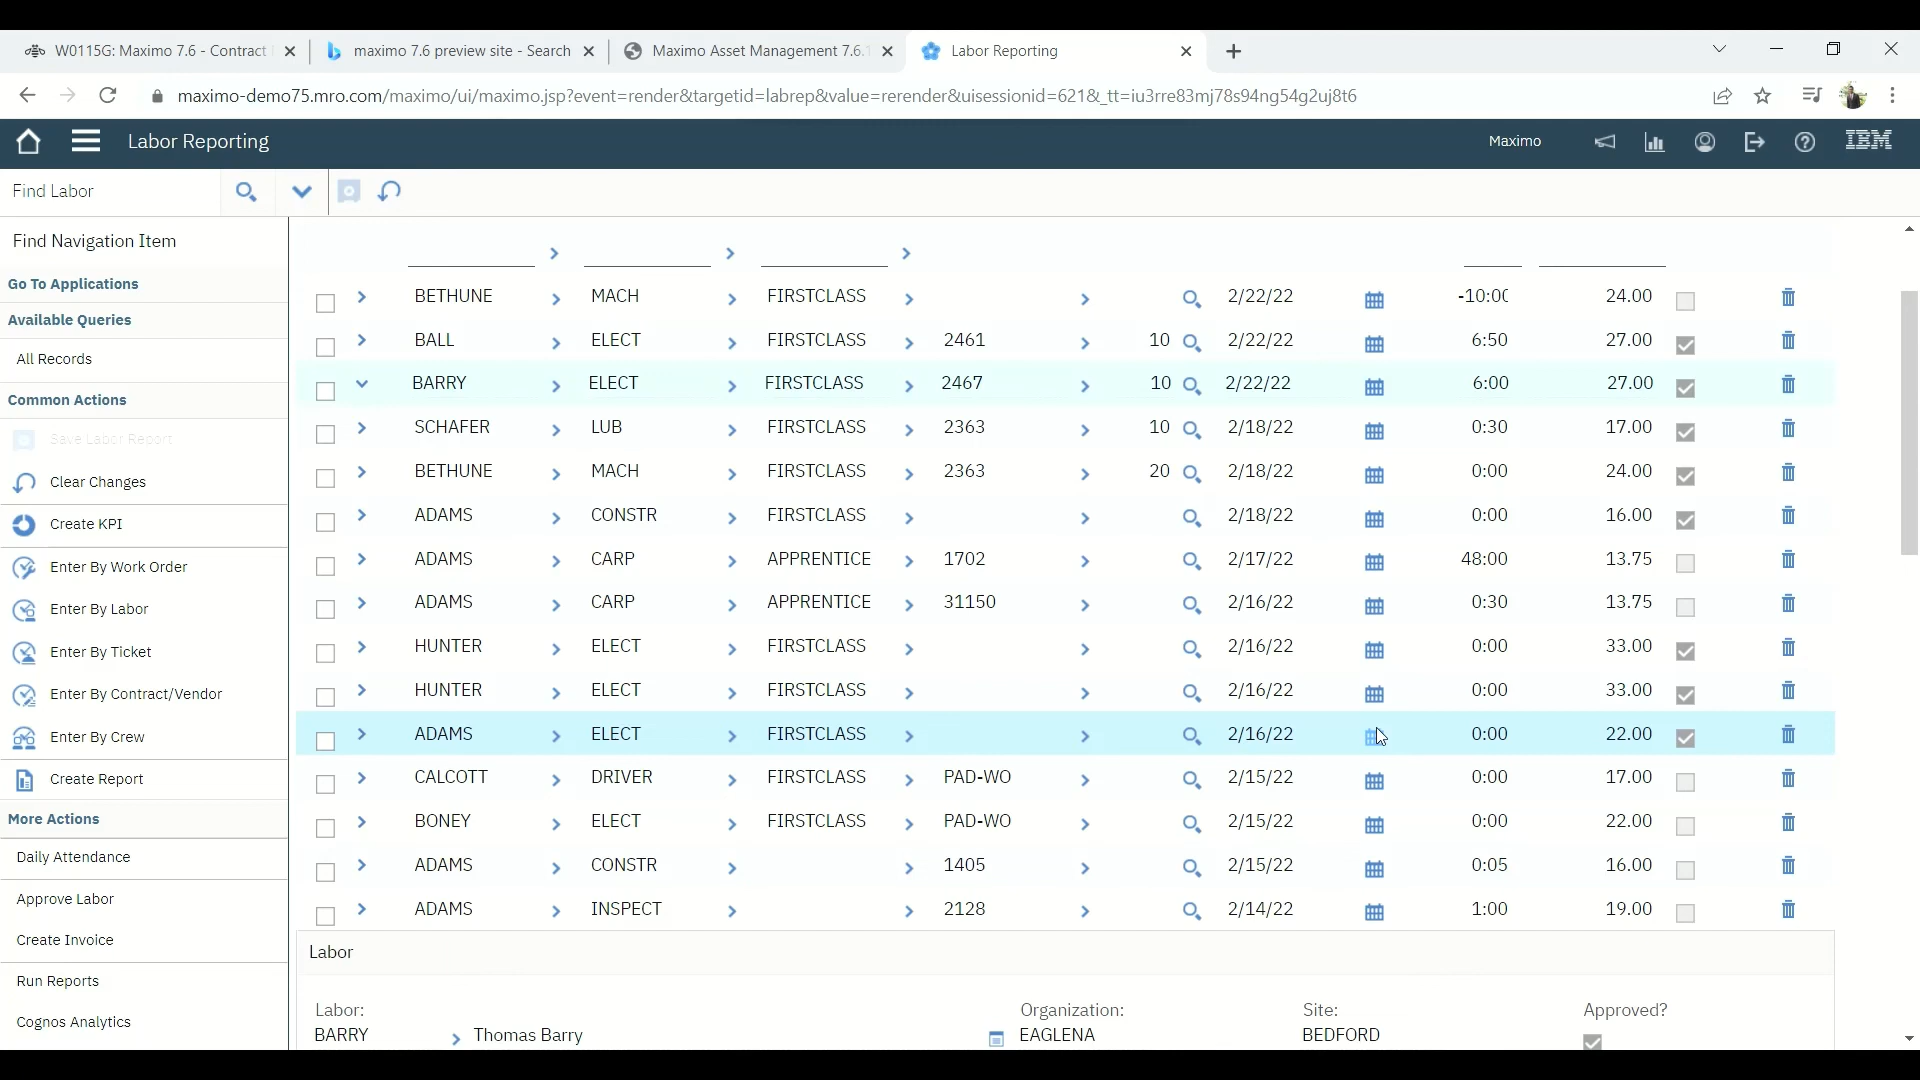 W0115G: Maximo 7.6 - Contract
maximo 7.6 preview site - Search
Maximo Asset Management 7.6.1
Labor Reporting
maximo-demo75.mro.com/maximo/ui/maximo.jsp?event=render&targetid=labrep&value=rerender&uisessionid=621&_tt=iu3rre83mj78s94ng54g2uj8t6
Labor Reporting
Maximo
IBM
Find Labor
Find Navigation Item
Go To Applications
Available Queries
All Records
Common Actions
Save Labor Report
Clear Changes
Create KPI
Enter By Work Order
Enter By Labor
Enter By Ticket
Enter By Contract/Vendor
Enter By Crew
Create Report
More Actions
Daily Attendance
Approve Labor
Create Invoice
Run Reports
Cognos Analytics
BETHUNE MACH FIRSTCLASS 2/22/22 -10:00 24.00
BALL ELECT FIRSTCLASS 2461 10 2/22/22 6:50 27.00
BARRY ELECT FIRSTCLASS 2467 10 2/22/22 6:00 27.00
SCHAFER LUB FIRSTCLASS 2363 10 2/18/22 0:30 17.00
BETHUNE MACH FIRSTCLASS 2363 20 2/18/22 0:00 24.00
ADAMS CONSTR FIRSTCLASS 2/18/22 0:00 16.00
ADAMS CARP APPRENTICE 1702 2/17/22 48:00 13.75
ADAMS CARP APPRENTICE 31150 2/16/22 0:30 13.75
HUNTER ELECT FIRSTCLASS 2/16/22 0:00 33.00
HUNTER ELECT FIRSTCLASS 2/16/22 0:00 33.00
ADAMS ELECT FIRSTCLASS 2/16/22 0:00 22.00
CALCOTT DRIVER FIRSTCLASS PAD-WO 2/15/22 0:00 17.00
BONEY ELECT FIRSTCLASS PAD-WO 2/15/22 0:00 22.00
ADAMS CONSTR 1405 2/15/22 0:05 16.00
ADAMS INSPECT 2128 2/14/22 1:00 19.00
Labor
Labor: Organization: Site: Approved?
BARRY Thomas Barry EAGLENA BEDFORD